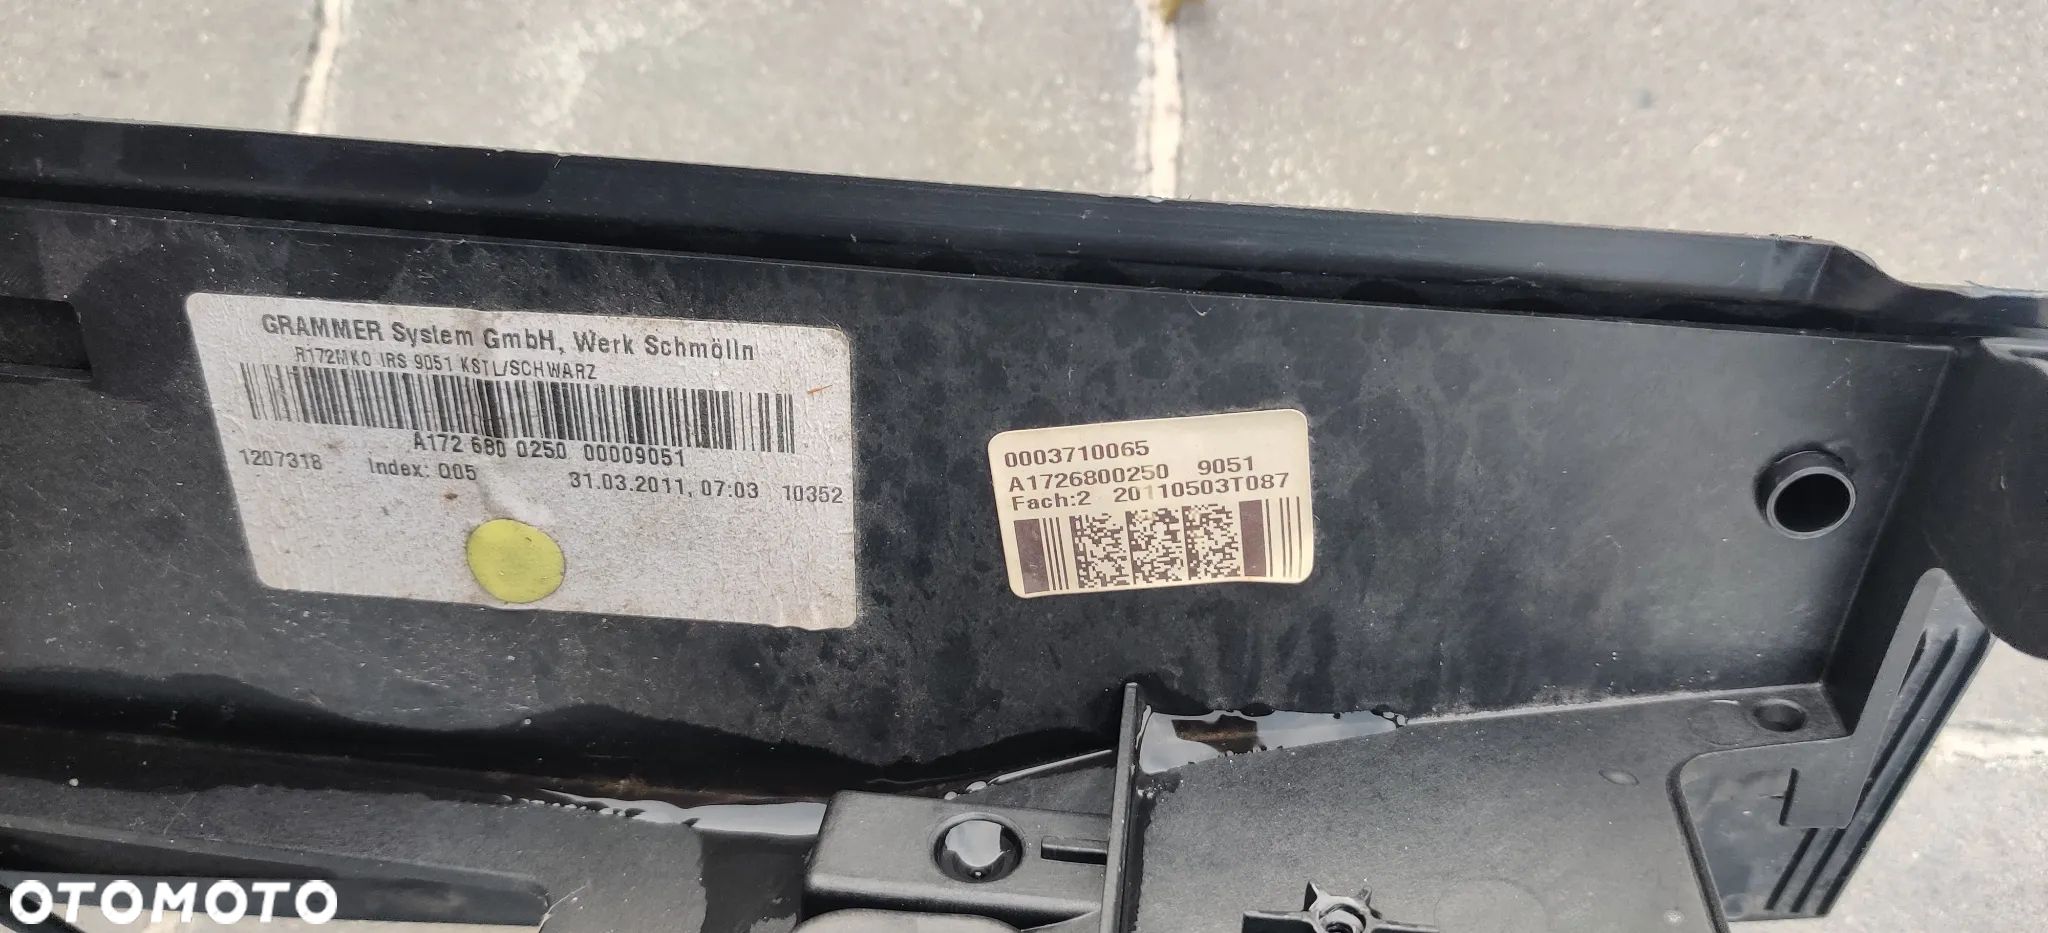 GRAMMER System GmbH, Werk Schmölln
R172MKO IRS 9051 KSTL/SCHWARZ
A172 680 0250 00009051
1207318 Index: 005 31.03.2011, 07:03 10352
0003710065
A1726800250 9051
Fach:2 20110503T087
OTOMOTO